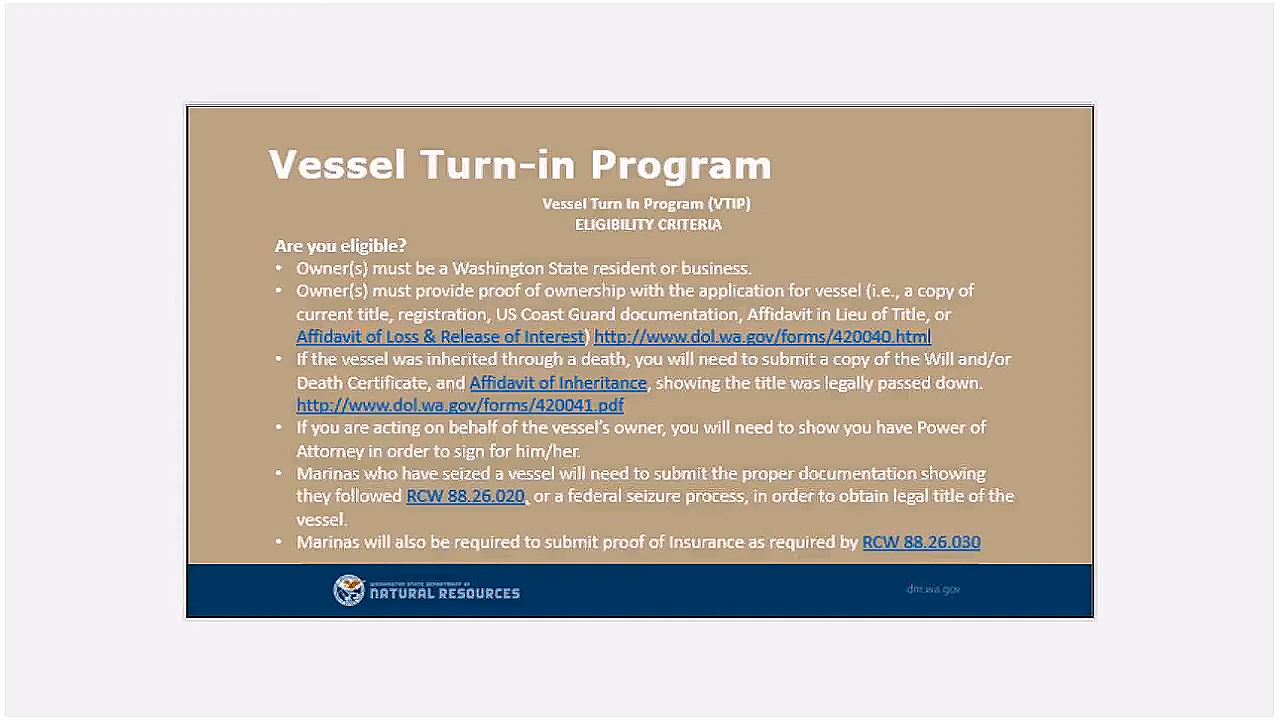 Vessel Turn-in Program
Vessel Turn In Program (VTIP)
ELIGIBILITY CRITERIA
Are you eligible?
• Owner(s) must be a Washington State resident or business.
• Owner(s) must provide proof of ownership with the application for vessel (i.e., a copy of
current title, registration, US Coast Guard documentation, Affidavit in Lieu of Title, or
Affidavit of Loss & Release of Interest) http://www.dol.wa.gov/forms/420040.html
• If the vessel was inherited through a death, you will need to submit a copy of the Will and/or
Death Certificate, and Affidavit of Inheritance, showing the title was legally passed down.
http://www.dol.wa.gov/forms/420041.pdf
• If you are acting on behalf of the vessel's owner, you will need to show you have Power of
Attorney in order to sign for him/her.
• Marinas who have seized a vessel will need to submit the proper documentation showing
they followed RCW 88.26.020, or a federal seizure process, in order to obtain legal title of the
vessel.
• Marinas will also be required to submit proof of Insurance as required by RCW 88.26.030
WASHINGTON STATE DEPARTMENT OF
NATURAL RESOURCES
dnr.wa.gov